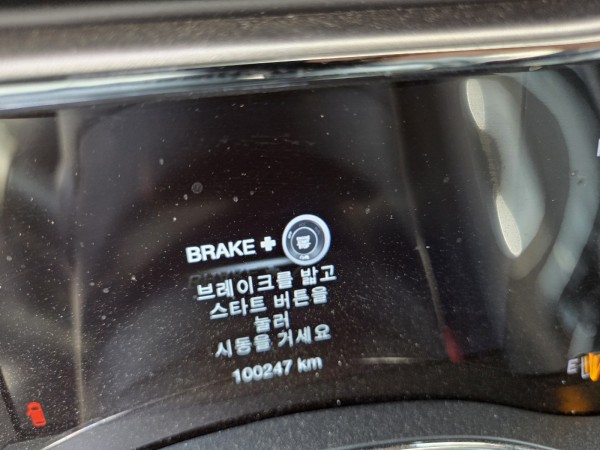 BRAKE +
브레이크를 밟고
스타트 버튼을
눌러
시동을 거세요
100247 km
E